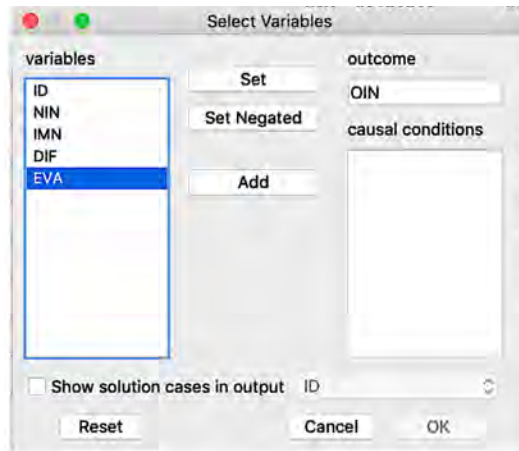 Select Variables
variables
ID
NIN
IMN
DIF
EVA
Set
Set Negated
Add
outcome
OIN
causal conditions
Show solution cases in output ID
Reset Cancel OK